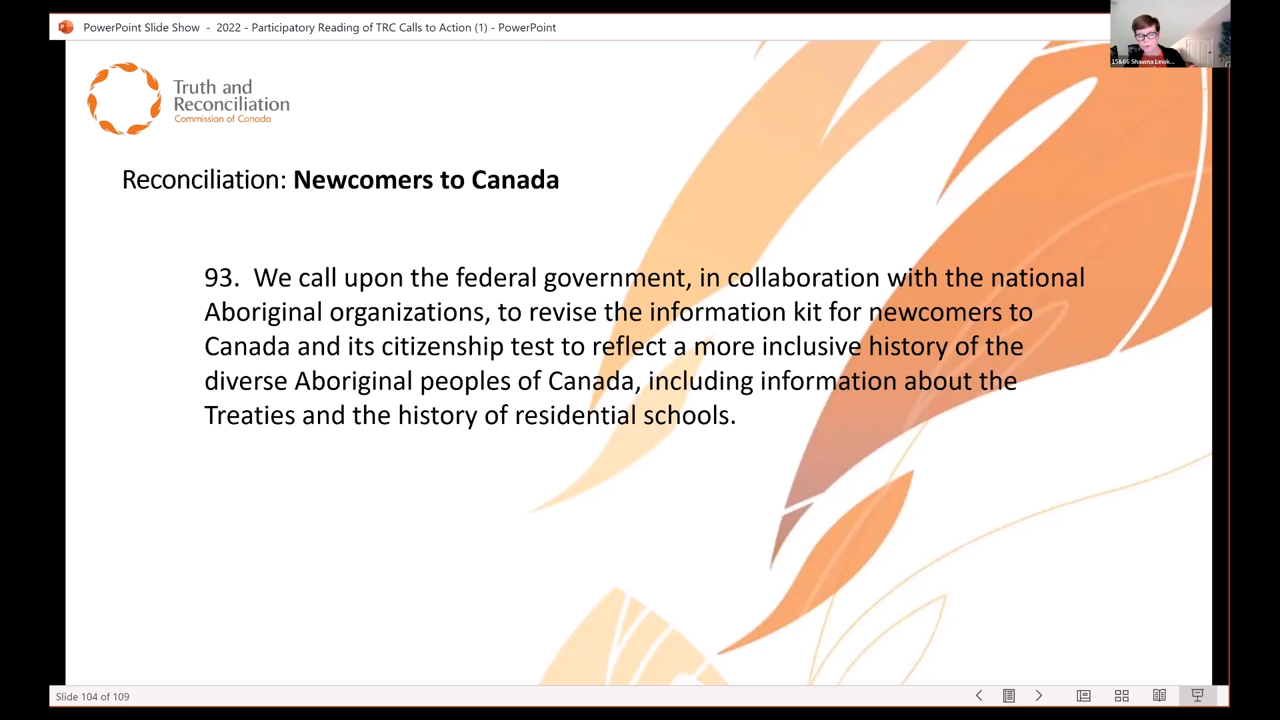 PowerPoint Slide Show - 2022 - Participatory Reading of TRC Calls to Action (1) - PowerPoint
15&66 Shawna Lewk...
Truth and
Reconciliation
Commission of Canada
Reconciliation: Newcomers to Canada
93. We call upon the federal government, in collaboration with the national
Aboriginal organizations, to revise the information kit for newcomers to
Canada and its citizenship test to reflect a more inclusive history of the
diverse Aboriginal peoples of Canada, including information about the
Treaties and the history of residential schools.
Slide 104 of 109